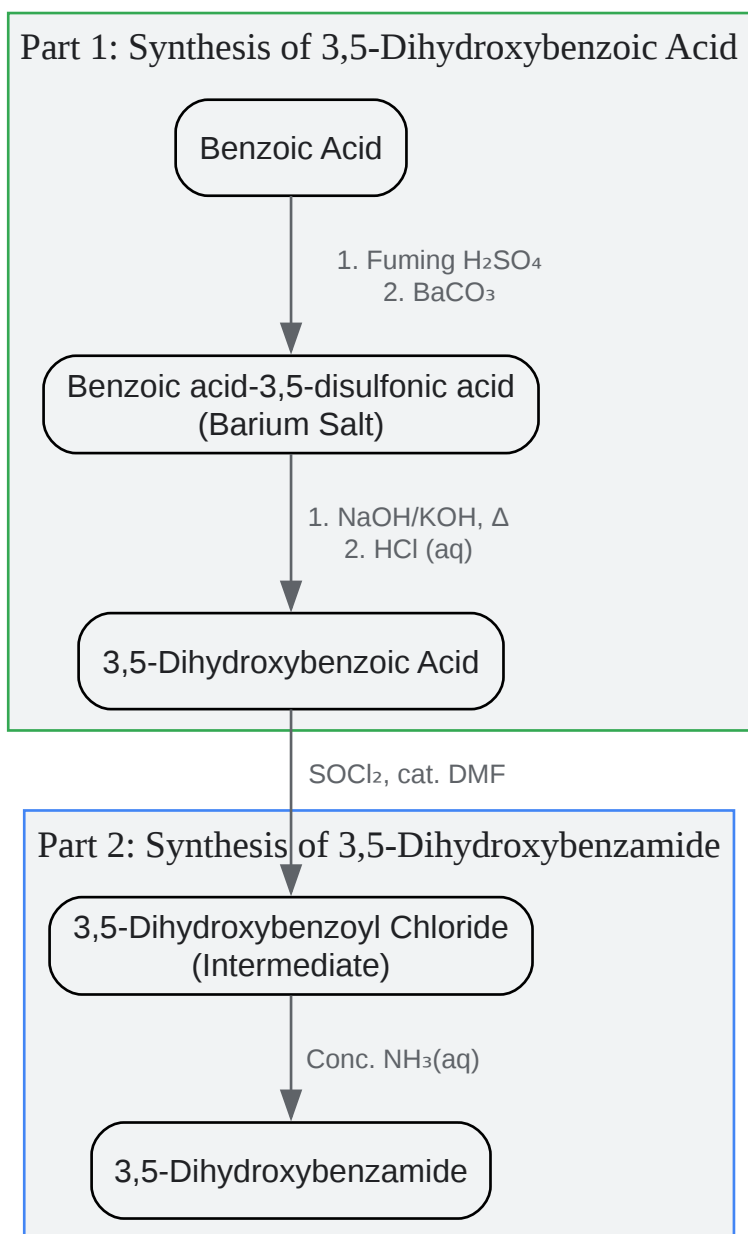 Part 1: Synthesis of 3,5-Dihydroxybenzoic Acid
Benzoic Acid
1. Fuming H₂SO₄
2. BaCO₃
Benzoic acid-3,5-disulfonic acid
(Barium Salt)
1. NaOH/KOH, Δ
2. HCl (aq)
3,5-Dihydroxybenzoic Acid
SOCl₂, cat. DMF
Part 2: Synthesis of 3,5-Dihydroxybenzamide
3,5-Dihydroxybenzoyl Chloride
(Intermediate)
Conc. NH₃(aq)
3,5-Dihydroxybenzamide